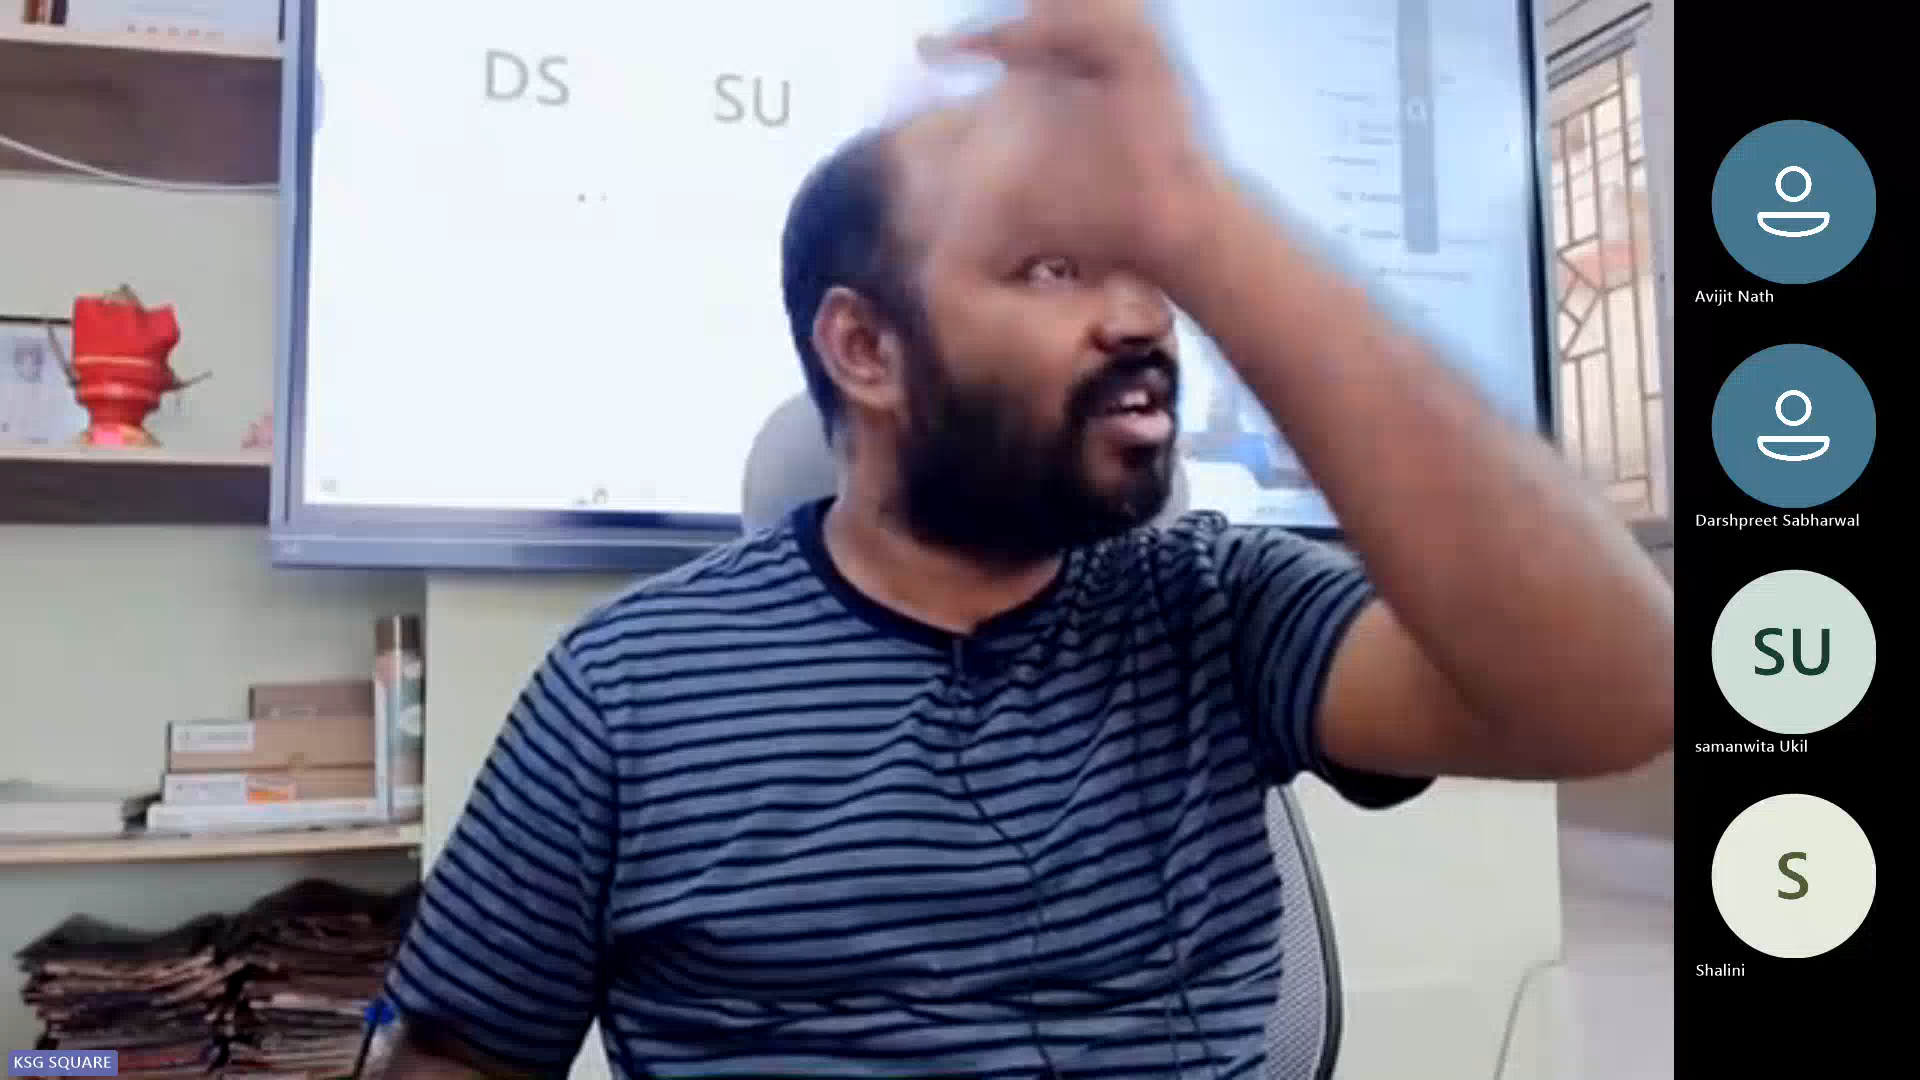 DS
SU
Avijit Nath
Darshpreet Sabharwal
SU
samanwita Ukil
S
Shalini
KSG SQUARE